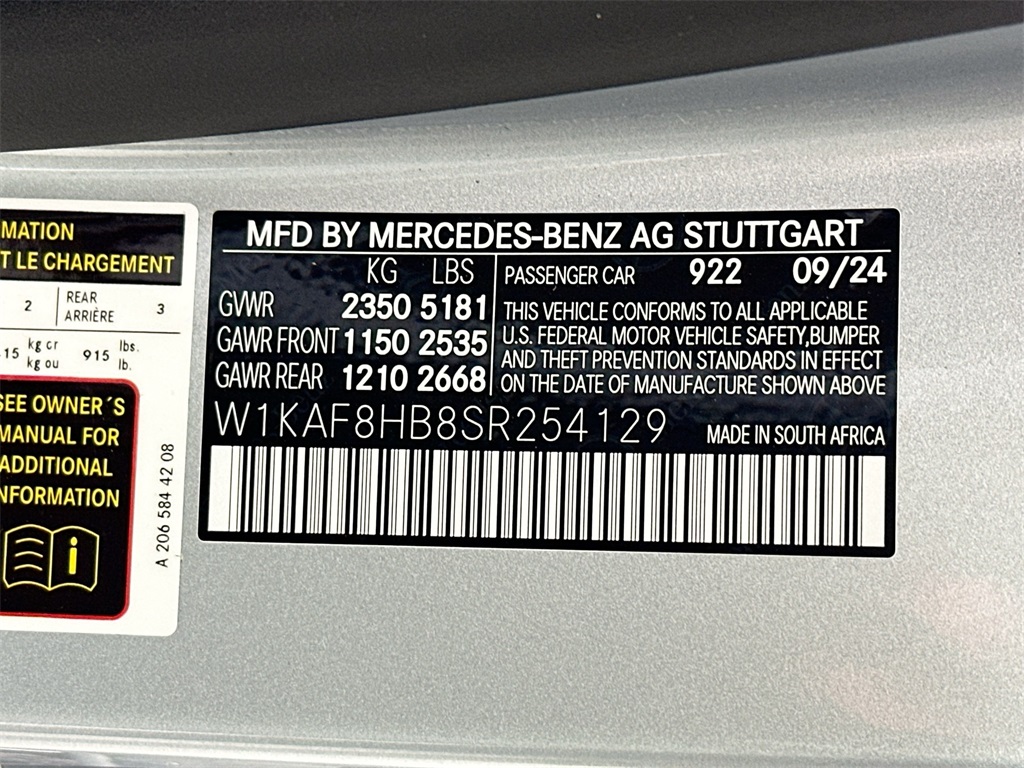 MATION
T LE CHARGEMENT
2 REAR ARRIÈRE 3
15 kg or kg ou 915 lbs. lb.
SEE OWNER´S
MANUAL FOR
ADDITIONAL
INFORMATION
i
A 206 584 42 08
MFD BY MERCEDES-BENZ AG STUTTGART
KG LBS
GVWR 2350 5181
GAWR FRONT 1150 2535
GAWR REAR 1210 2668
PASSENGER CAR 922 09/24
THIS VEHICLE CONFORMS TO ALL APPLICABLE
U.S. FEDERAL MOTOR VEHICLE SAFETY,BUMPER
AND THEFT PREVENTION STANDARDS IN EFFECT
ON THE DATE OF MANUFACTURE SHOWN ABOVE
W1KAF8HB8SR254129 MADE IN SOUTH AFRICA